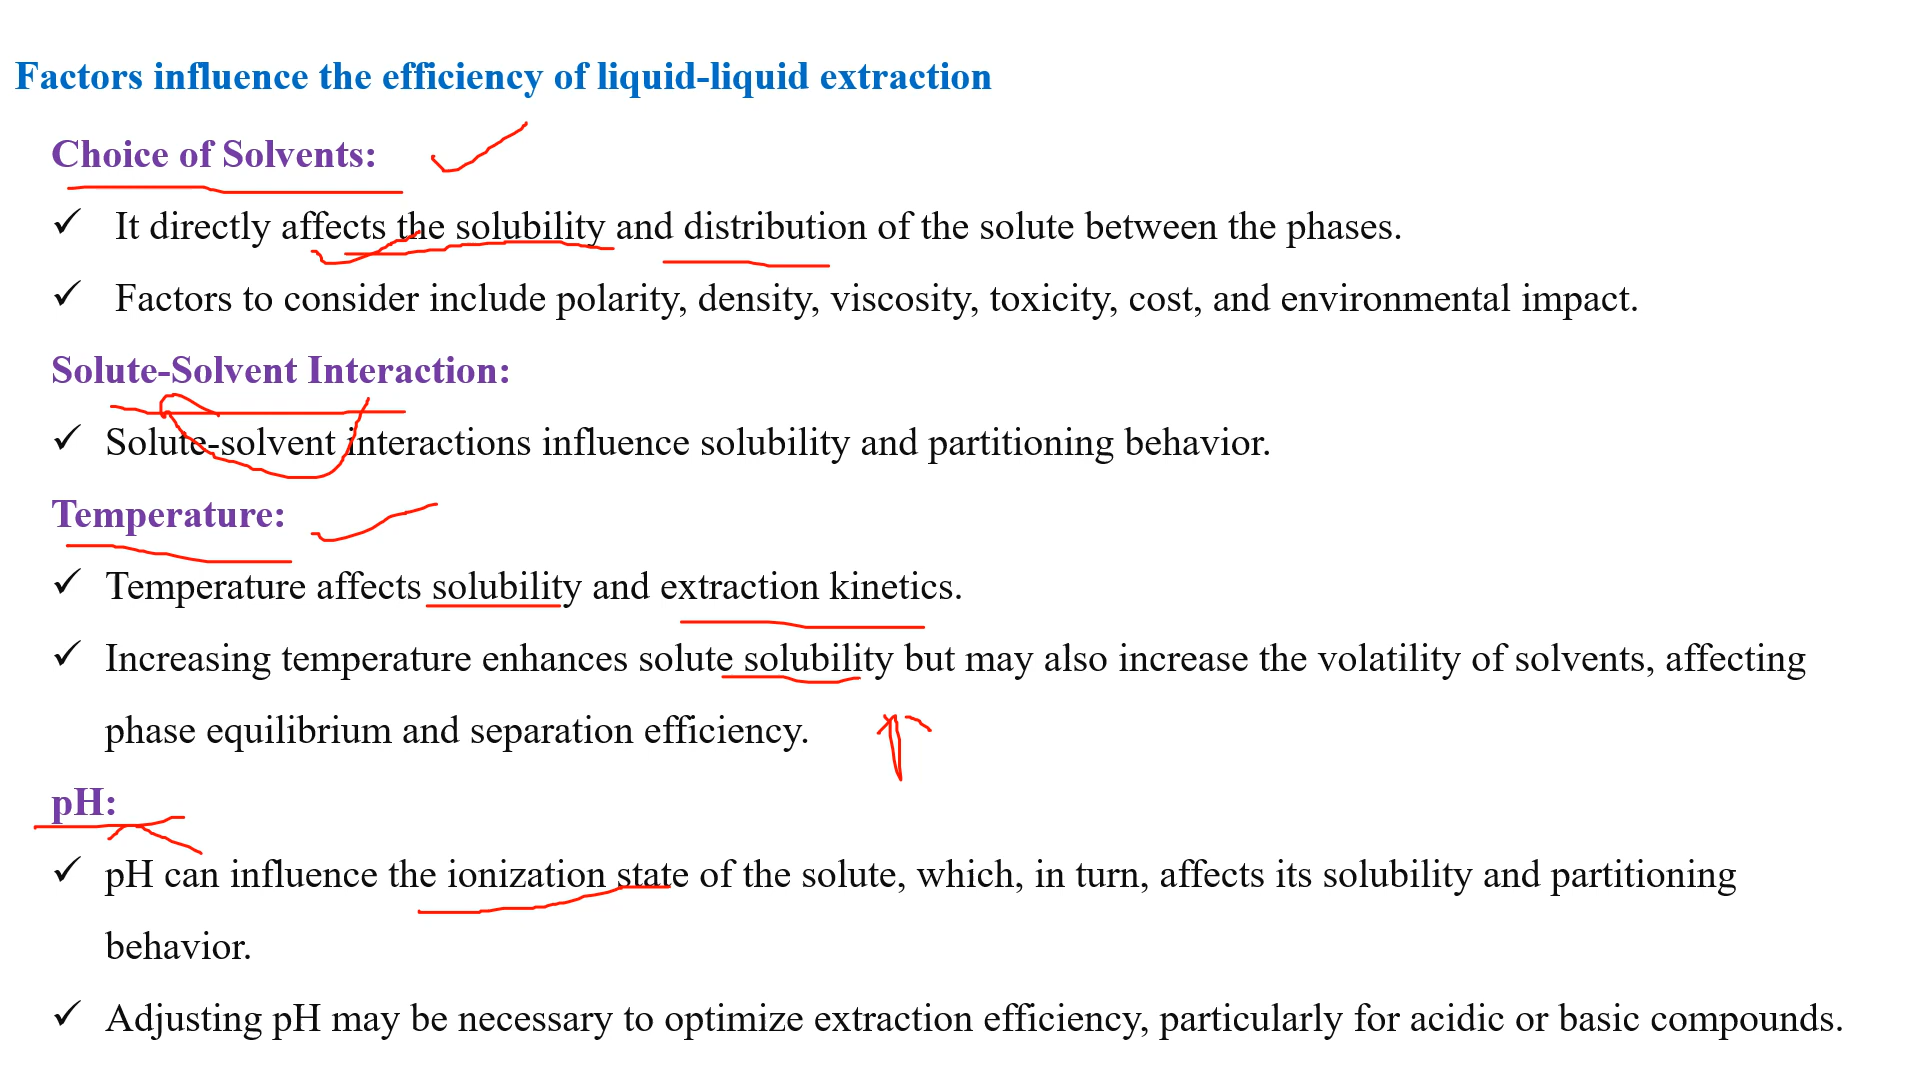 Factors influence the efficiency of liquid-liquid extraction
Choice of Solvents:
✓ It directly affects the solubility and distribution of the solute between the phases.
✓ Factors to consider include polarity, density, viscosity, toxicity, cost, and environmental impact.
Solute-Solvent Interaction:
✓ Solute-solvent interactions influence solubility and partitioning behavior.
Temperature:
✓ Temperature affects solubility and extraction kinetics.
✓ Increasing temperature enhances solute solubility but may also increase the volatility of solvents, affecting
phase equilibrium and separation efficiency.
pH:
✓ pH can influence the ionization state of the solute, which, in turn, affects its solubility and partitioning
behavior.
✓ Adjusting pH may be necessary to optimize extraction efficiency, particularly for acidic or basic compounds.